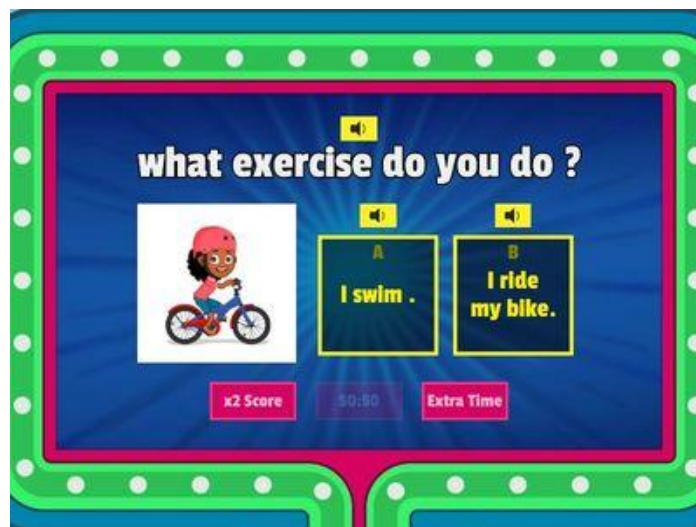 what exercise do you do ?
A
I swim .
B
I ride
my bike.
x2 Score
50:50
Extra Time